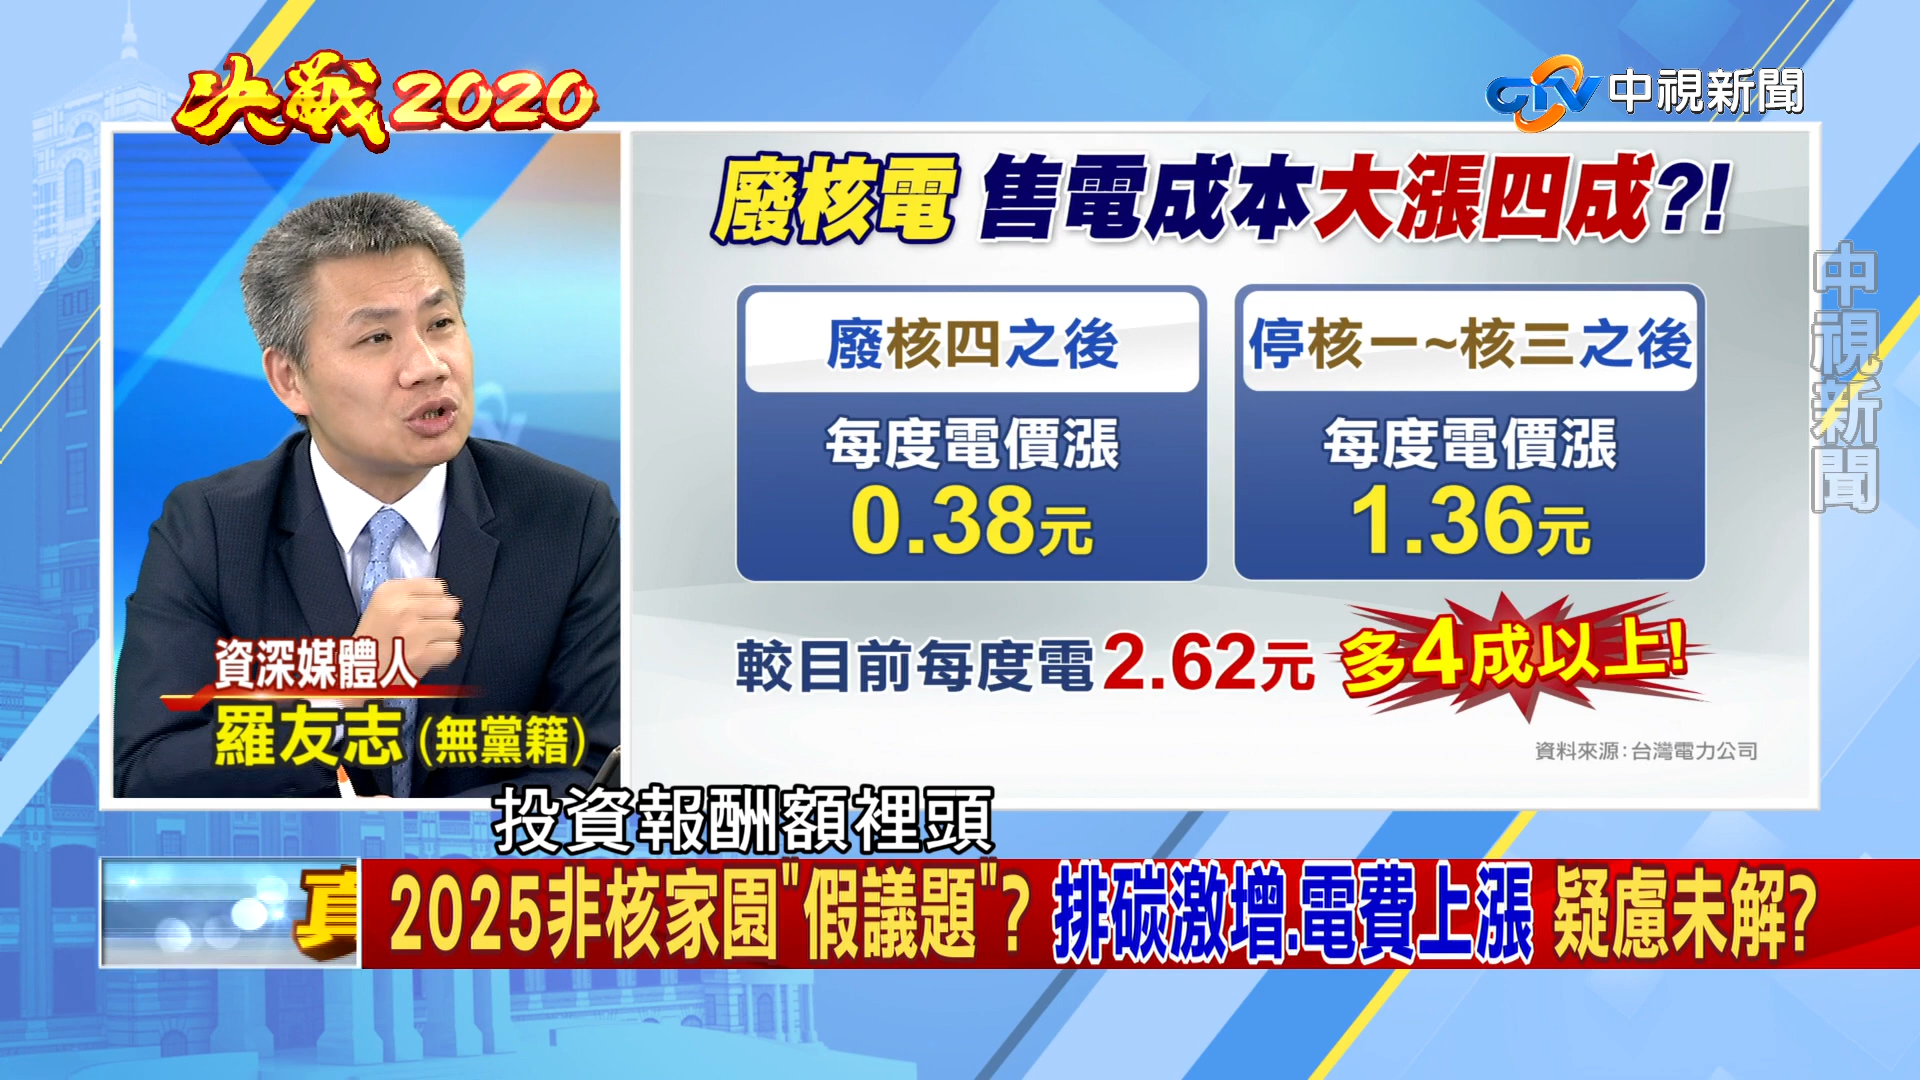 決戰2020
CTV 中視新聞
廢核電 售電成本大漲四成?!
廢核四之後
每度電價漲
0.38元
停核一~核三之後
每度電價漲
1.36元
較目前每度電2.62元 多4成以上!
資料來源:台灣電力公司
中視新聞
資深媒體人
羅友志(無黨籍)
投資報酬額裡頭
2025非核家園"假議題"? 排碳激增.電費上漲 疑慮未解?